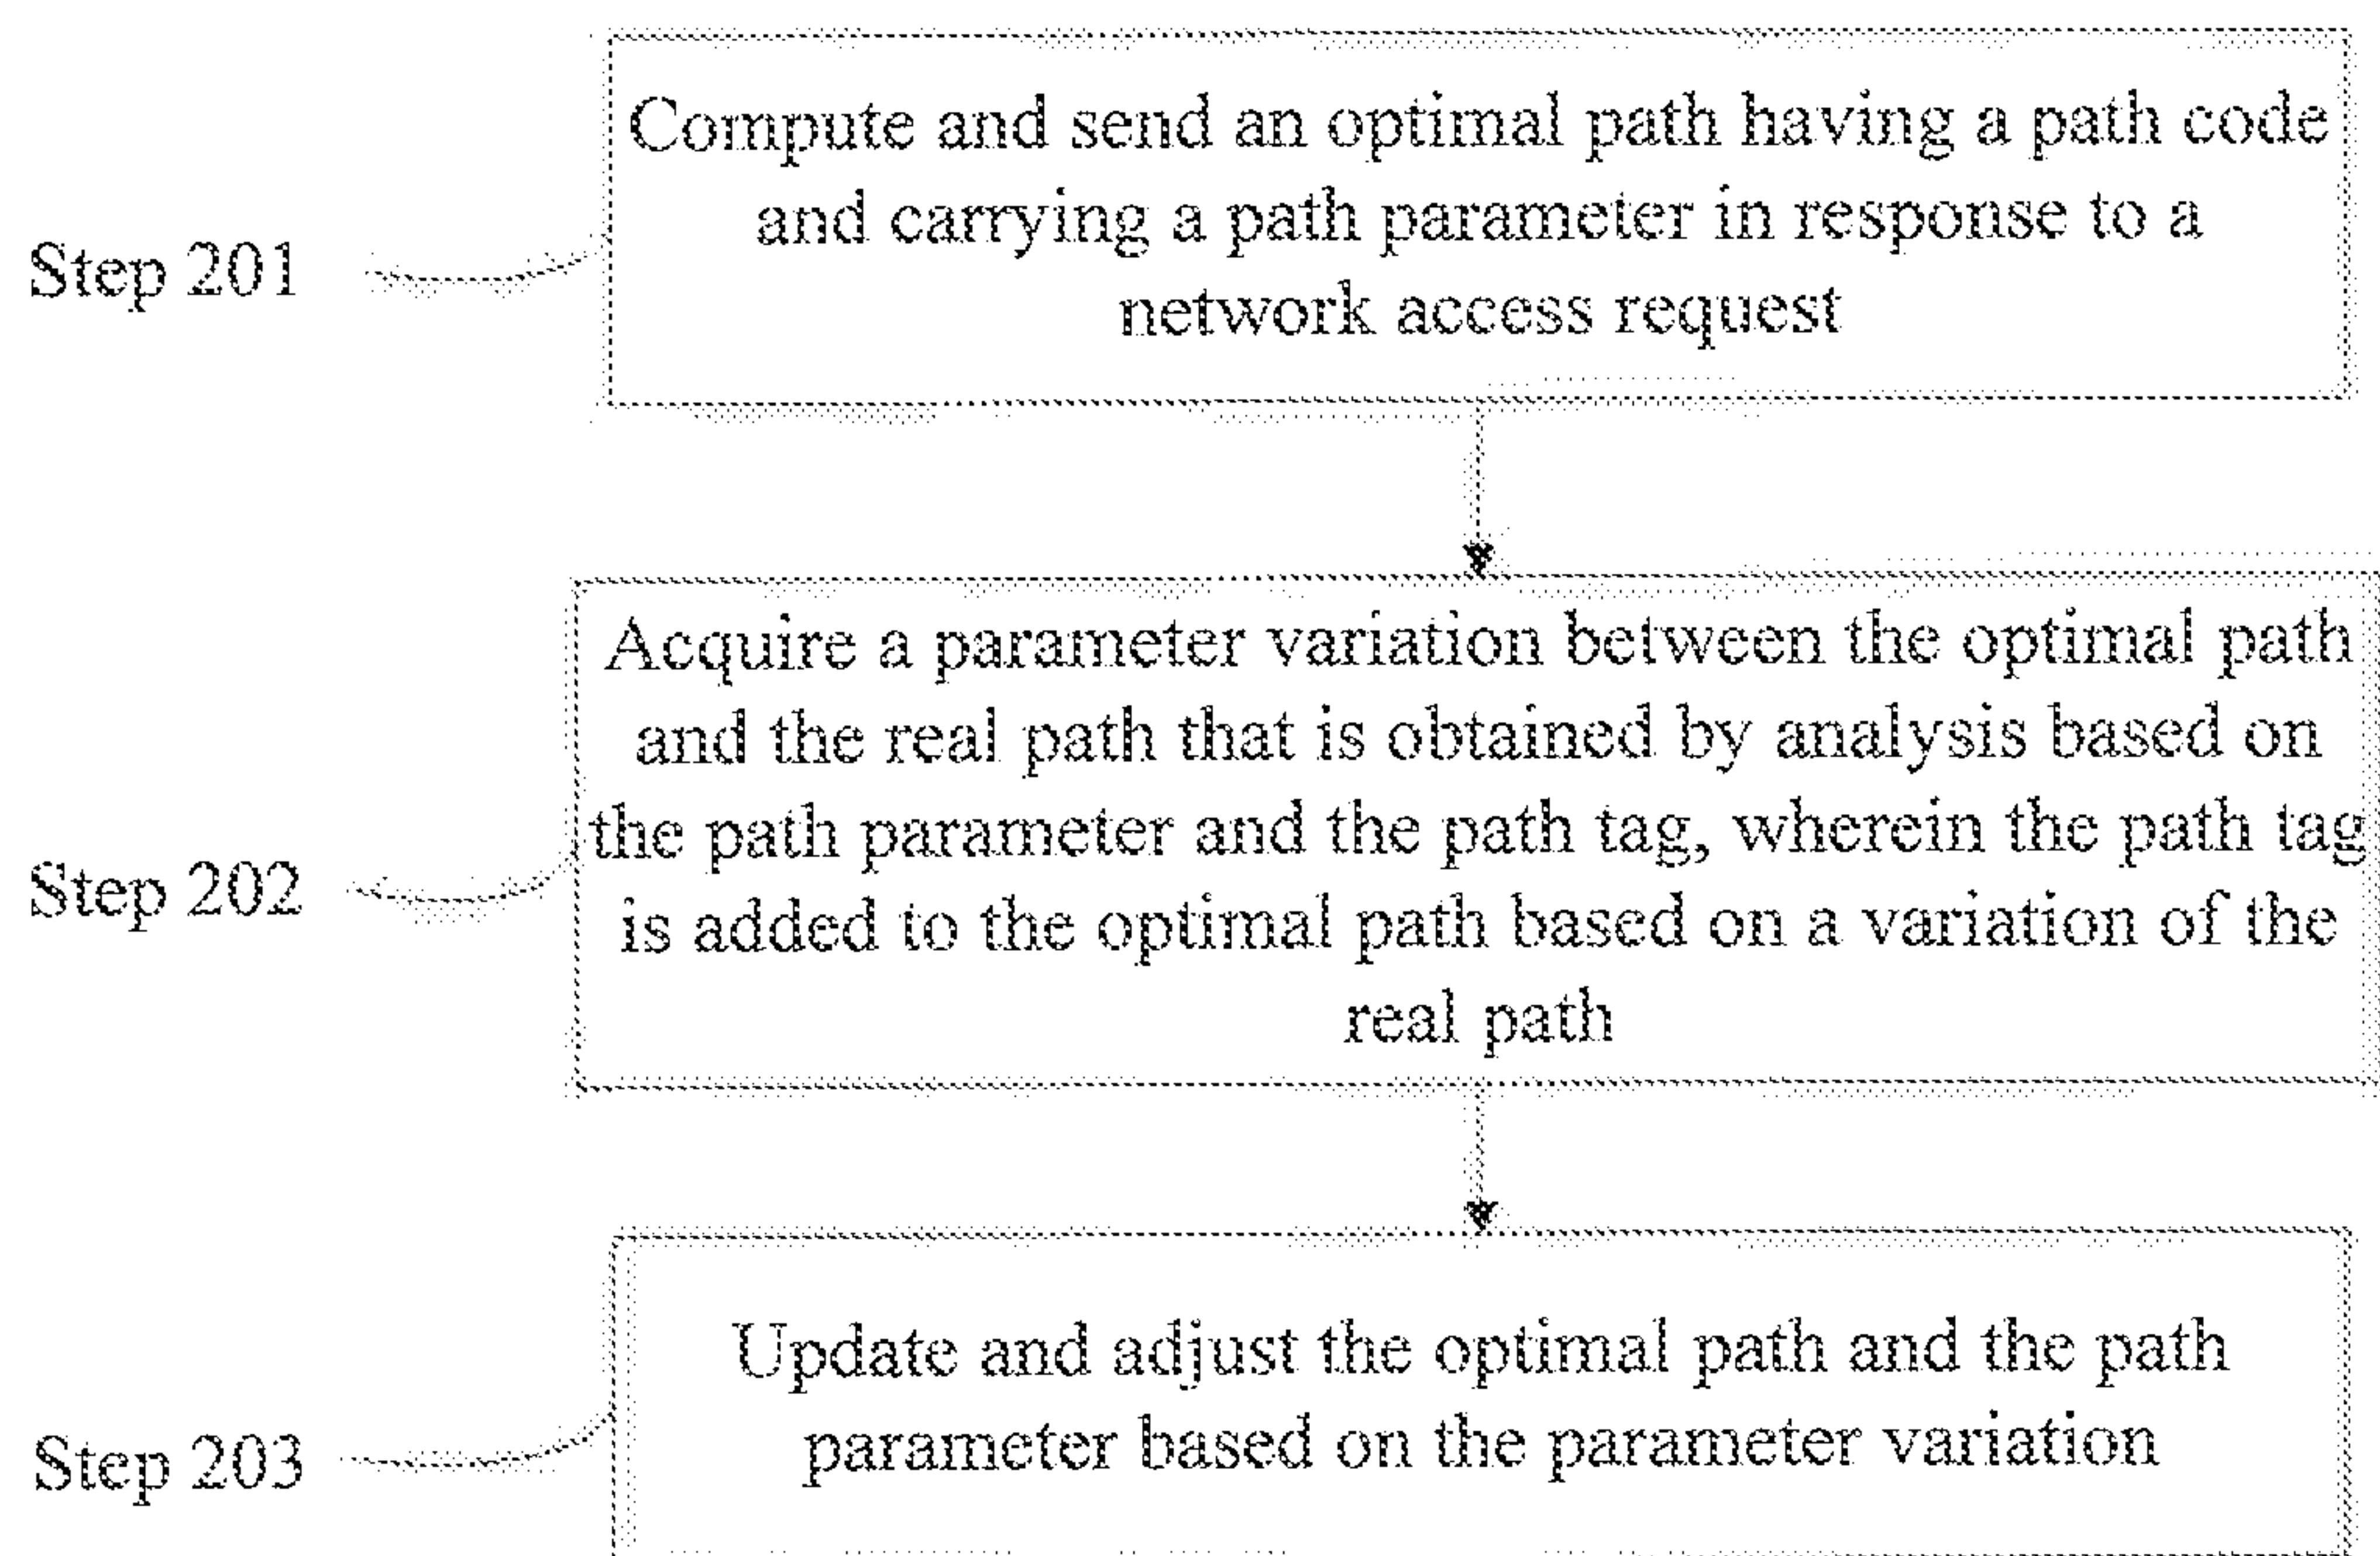 Compute and send an optimal path having a path code
and carrying a path parameter in response to a
network access request
Step 201
Acquire a parameter variation between the optimal path
and the real path that is obtained by analysis based on
the path parameter and the path tag, wherein the path tag
is added to the optimal path based on a variation of the
real path
Step 202
Update and adjust the optimal path and the path
parameter based on the parameter variation
Step 203